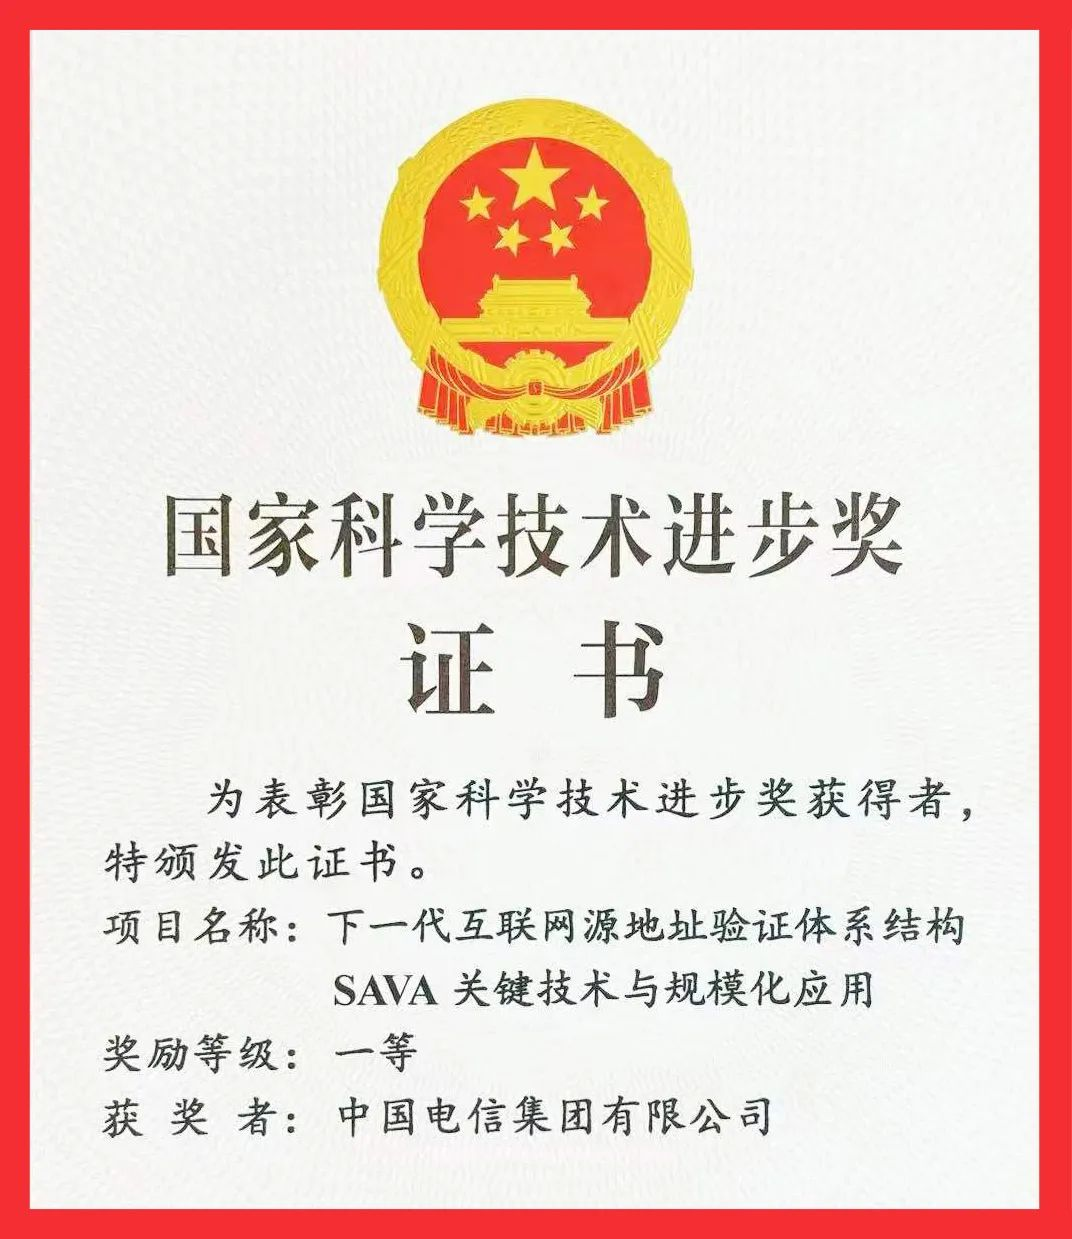 国家科学技术进步奖
证书
为表彰国家科学技术进步奖获得者，
特颁发此证书。
项目名称：下一代互联网源地址验证体系结构
SAVA 关键技术与规模化应用
奖励等级：一等
获奖者：中国电信集团有限公司